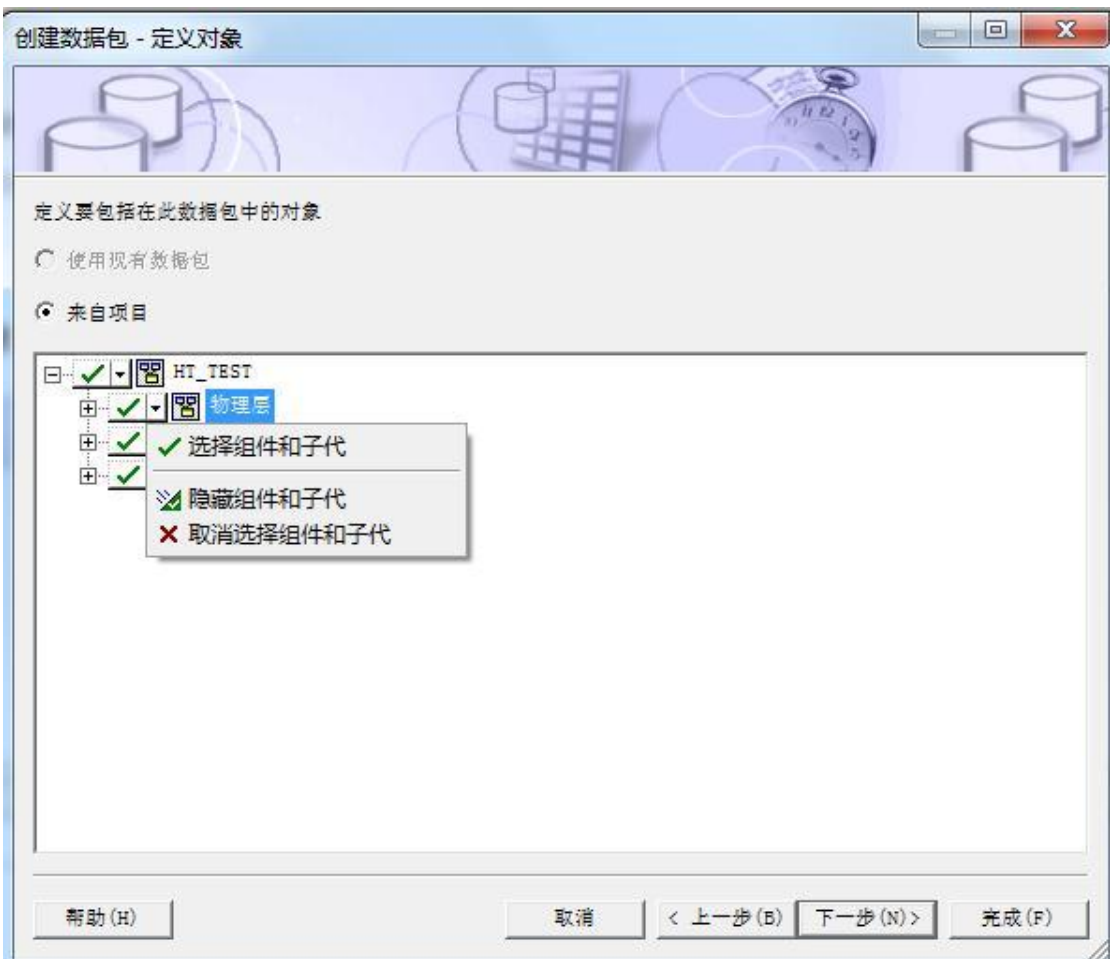 创建数据包 - 定义对象
定义要包括在此数据包中的对象
使用现有数据包
来自项目
HT_TEST
物理层
选择组件和子代
隐藏组件和子代
取消选择组件和子代
帮助(H)
取消
< 上一步(B)
下一步(N)>
完成(F)